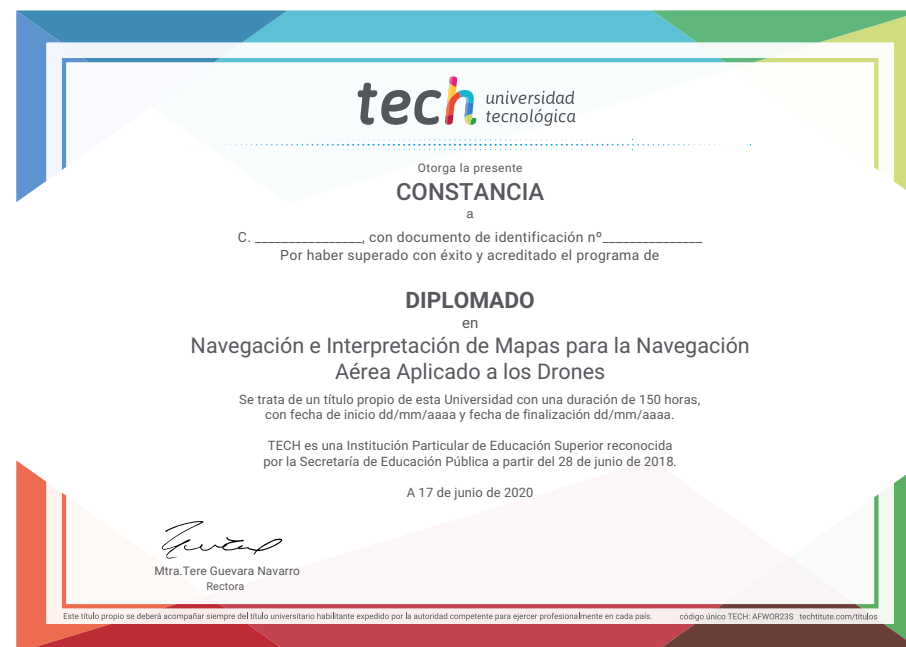 tech universidad
tecnológica
Otorga la presente
CONSTANCIA
a
C. ________________, con documento de identificación nº_______________
Por haber superado con éxito y acreditado el programa de
DIPLOMADO
en
Navegación e Interpretación de Mapas para la Navegación
Aérea Aplicado a los Drones
Se trata de un título propio de esta Universidad con una duración de 150 horas,
con fecha de inicio dd/mm/aaaa y fecha de finalización dd/mm/aaaa.
TECH es una Institución Particular de Educación Superior reconocida
por la Secretaría de Educación Pública a partir del 28 de junio de 2018.
A 17 de junio de 2020
Mtra.Tere Guevara Navarro
Rectora
Este título propio se deberá acompañar siempre del título universitario habilitante expedido por la autoridad competente para ejercer profesionalmente en cada país. código único TECH: AFWOR23S techtitute.com/titulos